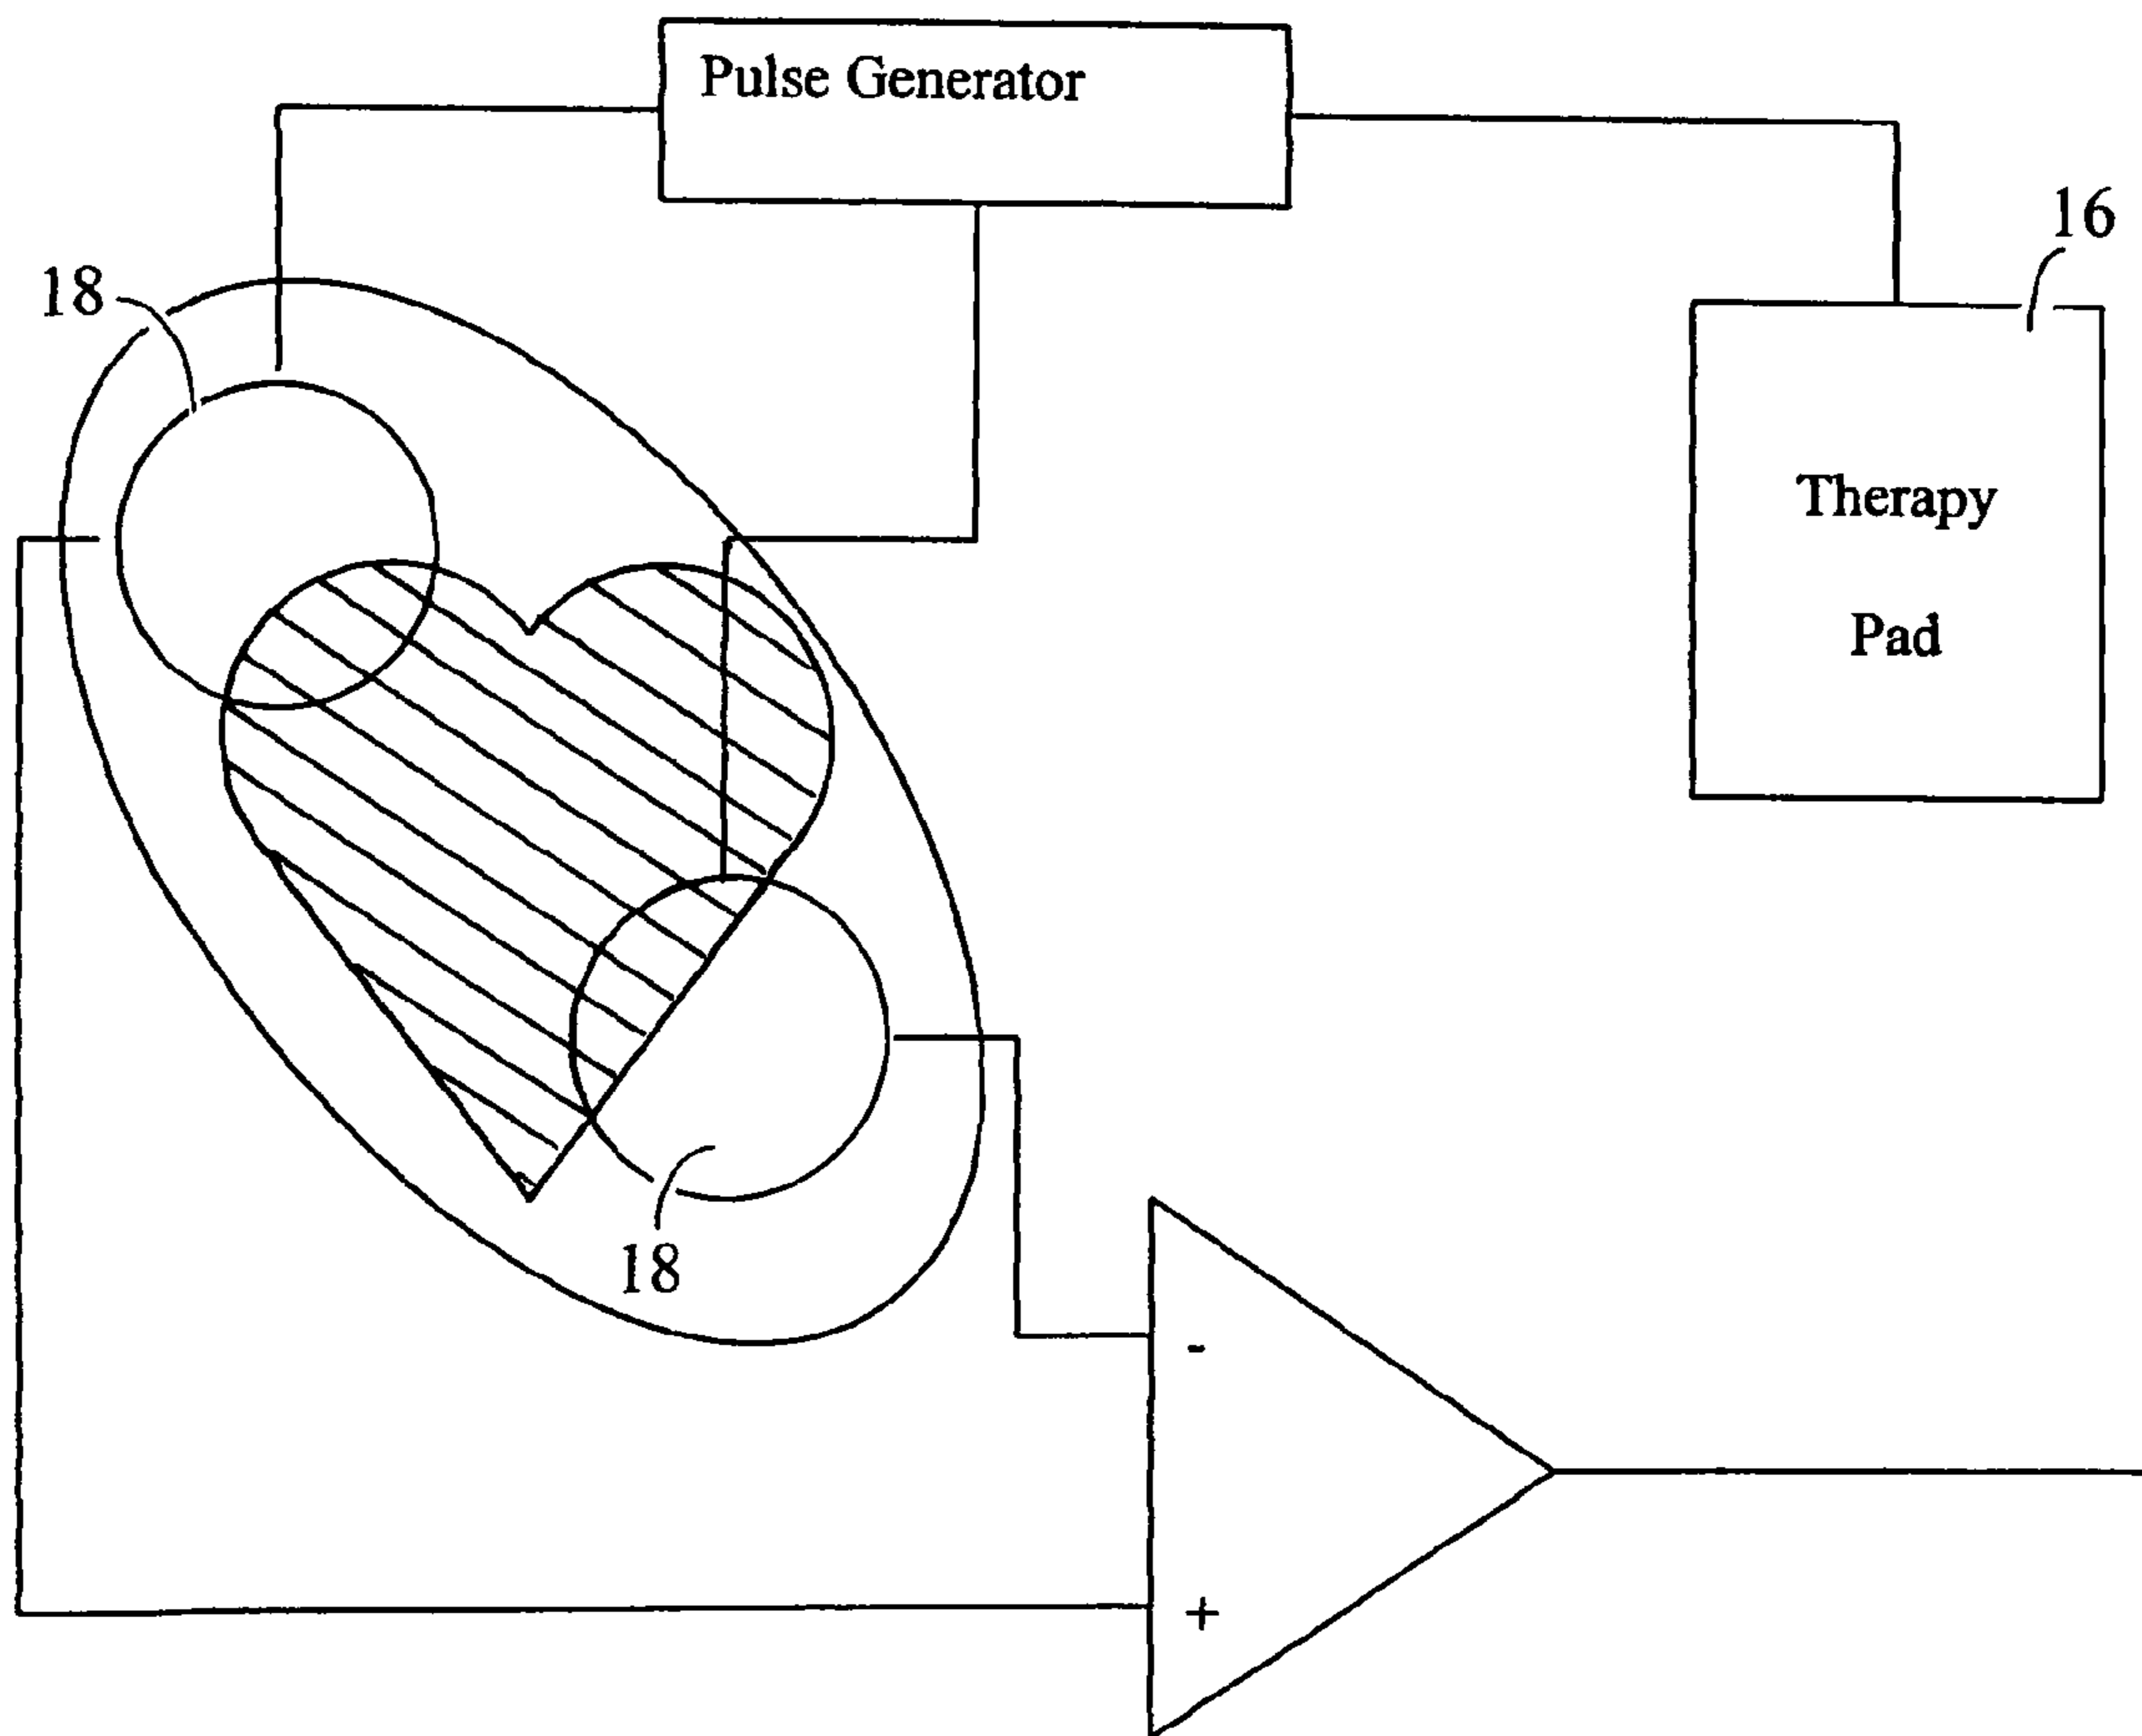 Pulse Generator
16
18
Therapy
Pad
18
-
+